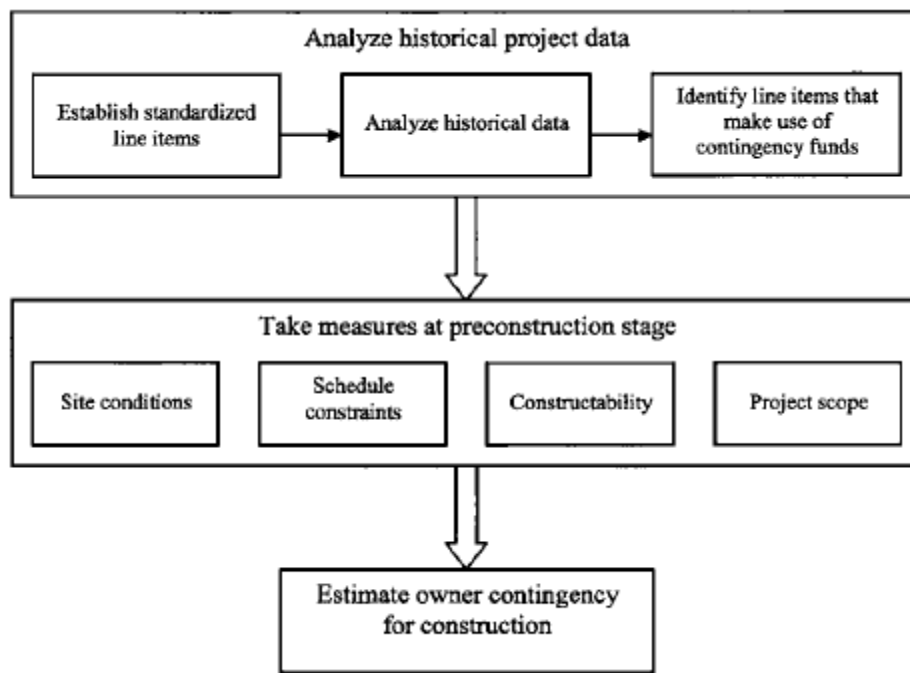 Analyze historical project data
Establish standardized
line items
Analyze historical data
Identify line items that
make use of
contingency funds
Take measures at preconstruction stage
Site conditions
Schedule
constraints
Constructability
Project scope
Estimate owner contingency
for construction